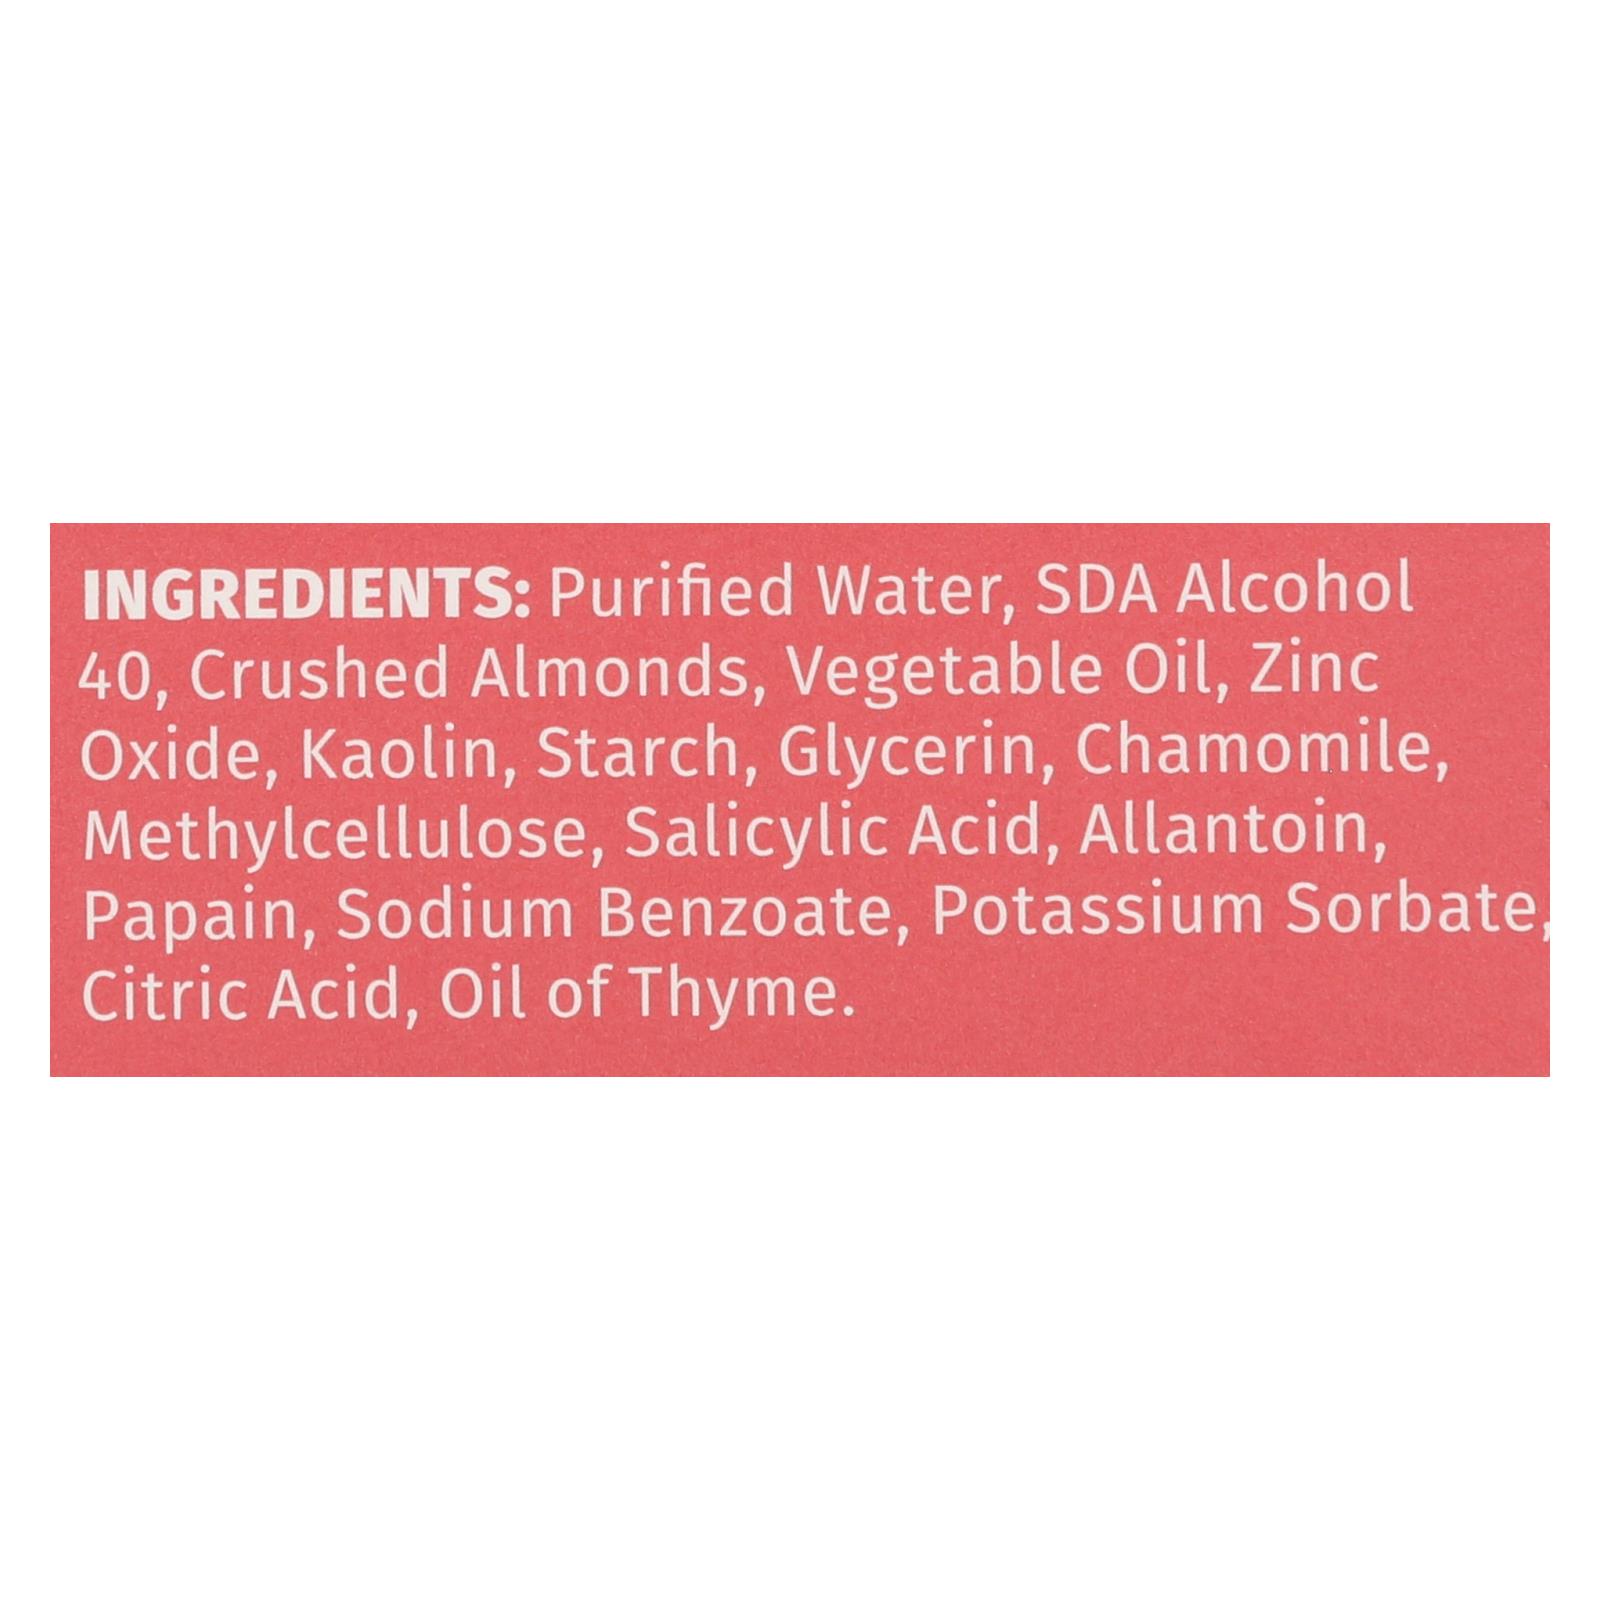 INGREDIENTS: Purified Water, SDA Alcohol
40, Crushed Almonds, Vegetable Oil, Zinc
Oxide, Kaolin, Starch, Glycerin, Chamomile,
Methylcellulose, Salicylic Acid, Allantoin,
Papain, Sodium Benzoate, Potassium Sorbate,
Citric Acid, Oil of Thyme.